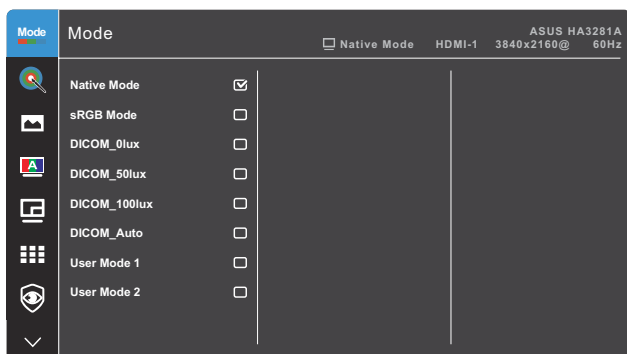 Mode
Mode
ASUS HA3281A
Native Mode HDMI-1 3840x2160@ 60Hz
Native Mode
sRGB Mode
DICOM_0lux
A
DICOM_50lux
DICOM_100lux
DICOM_Auto
User Mode 1
User Mode 2